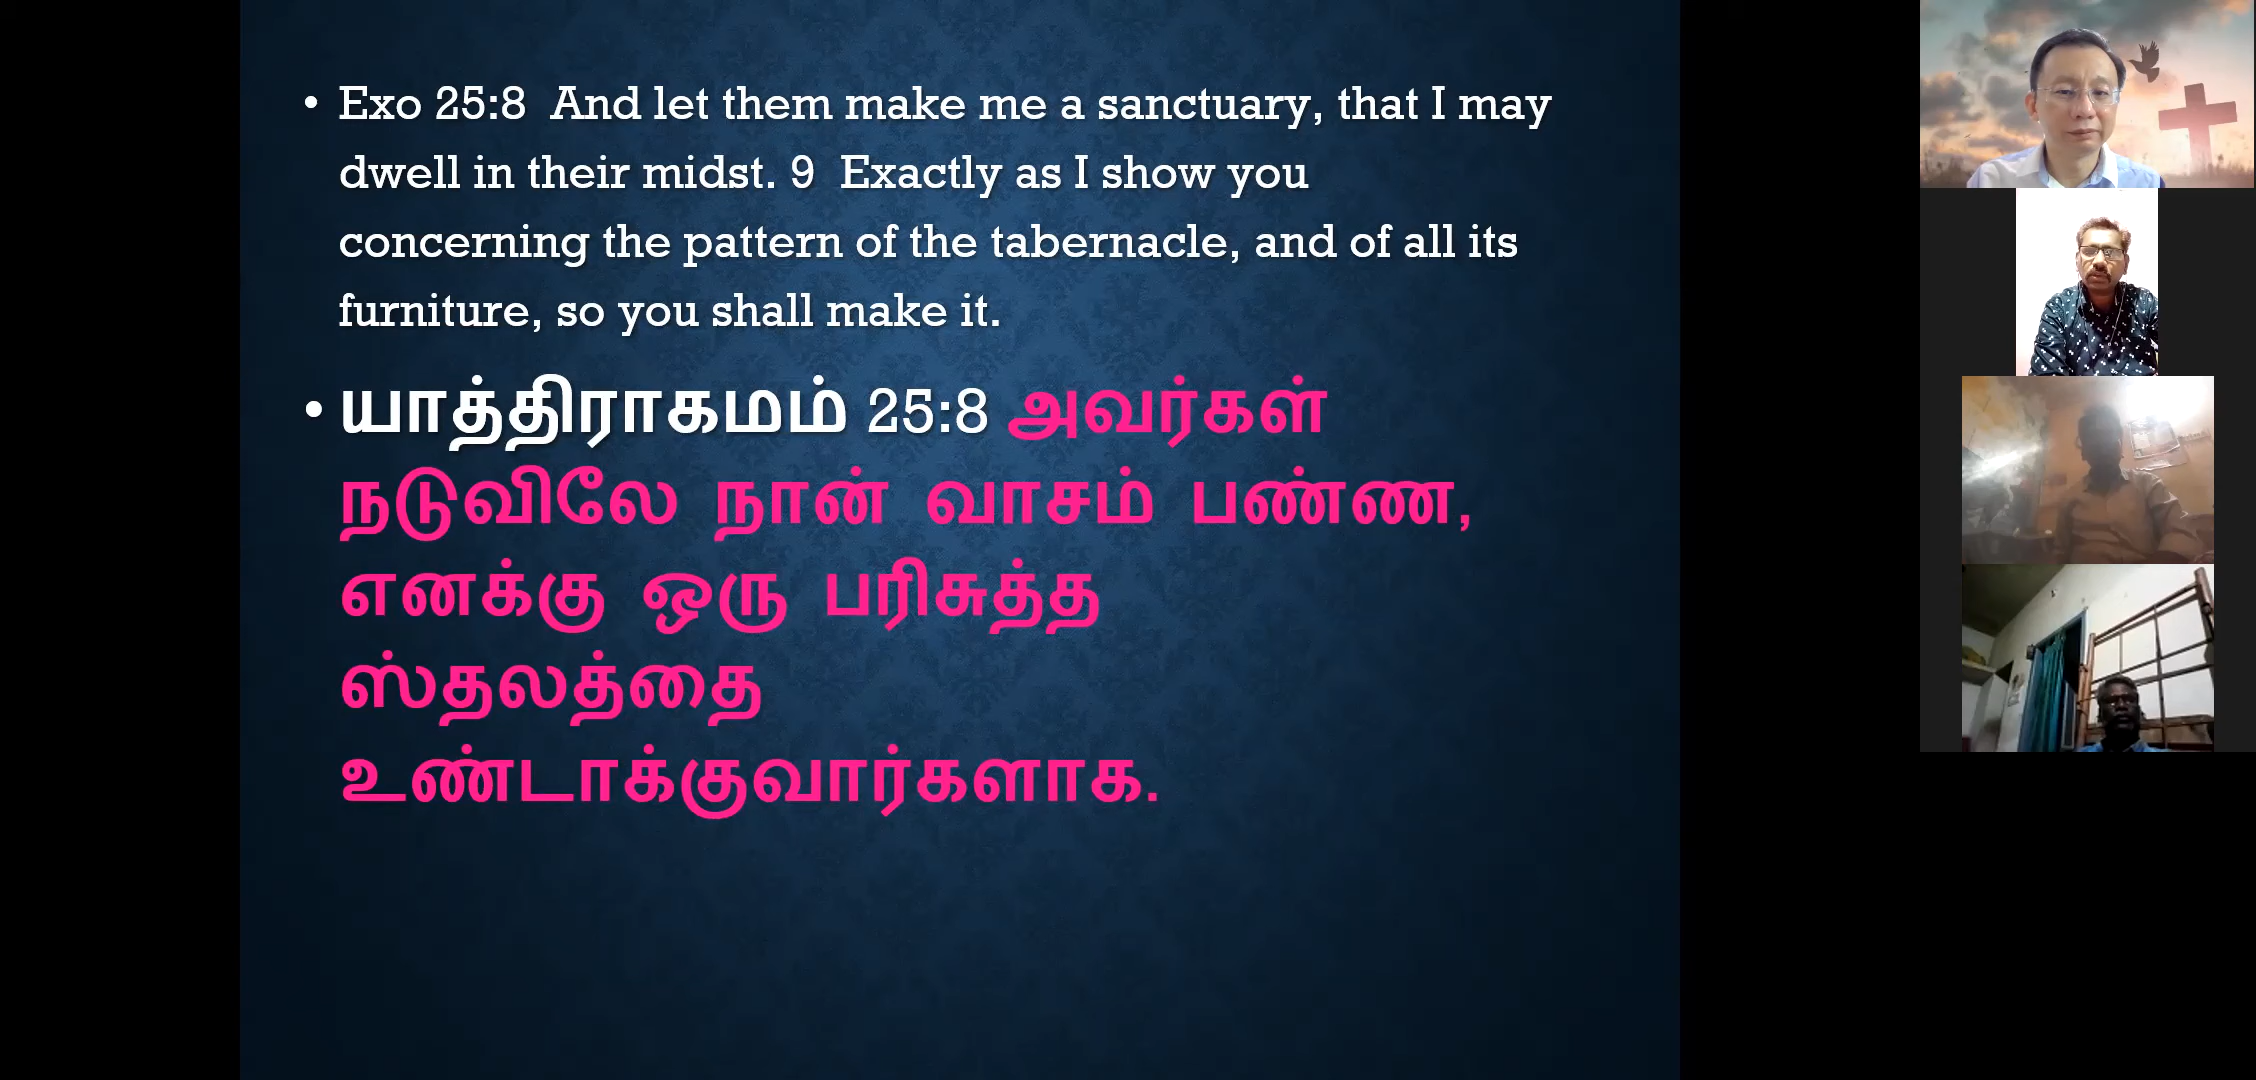 • Exo 25:8  And let them make me a sanctuary, that I may
dwell in their midst. 9  Exactly as I show you
concerning the pattern of the tabernacle, and of all its
furniture, so you shall make it.
• யாத்திராகமம் 25:8 அவர்கள்
நடுவிலே நான் வாசம் பண்ண,
எனக்கு ஒரு பரிசுத்த
ஸ்தலத்தை
உண்டாக்குவார்களாக.